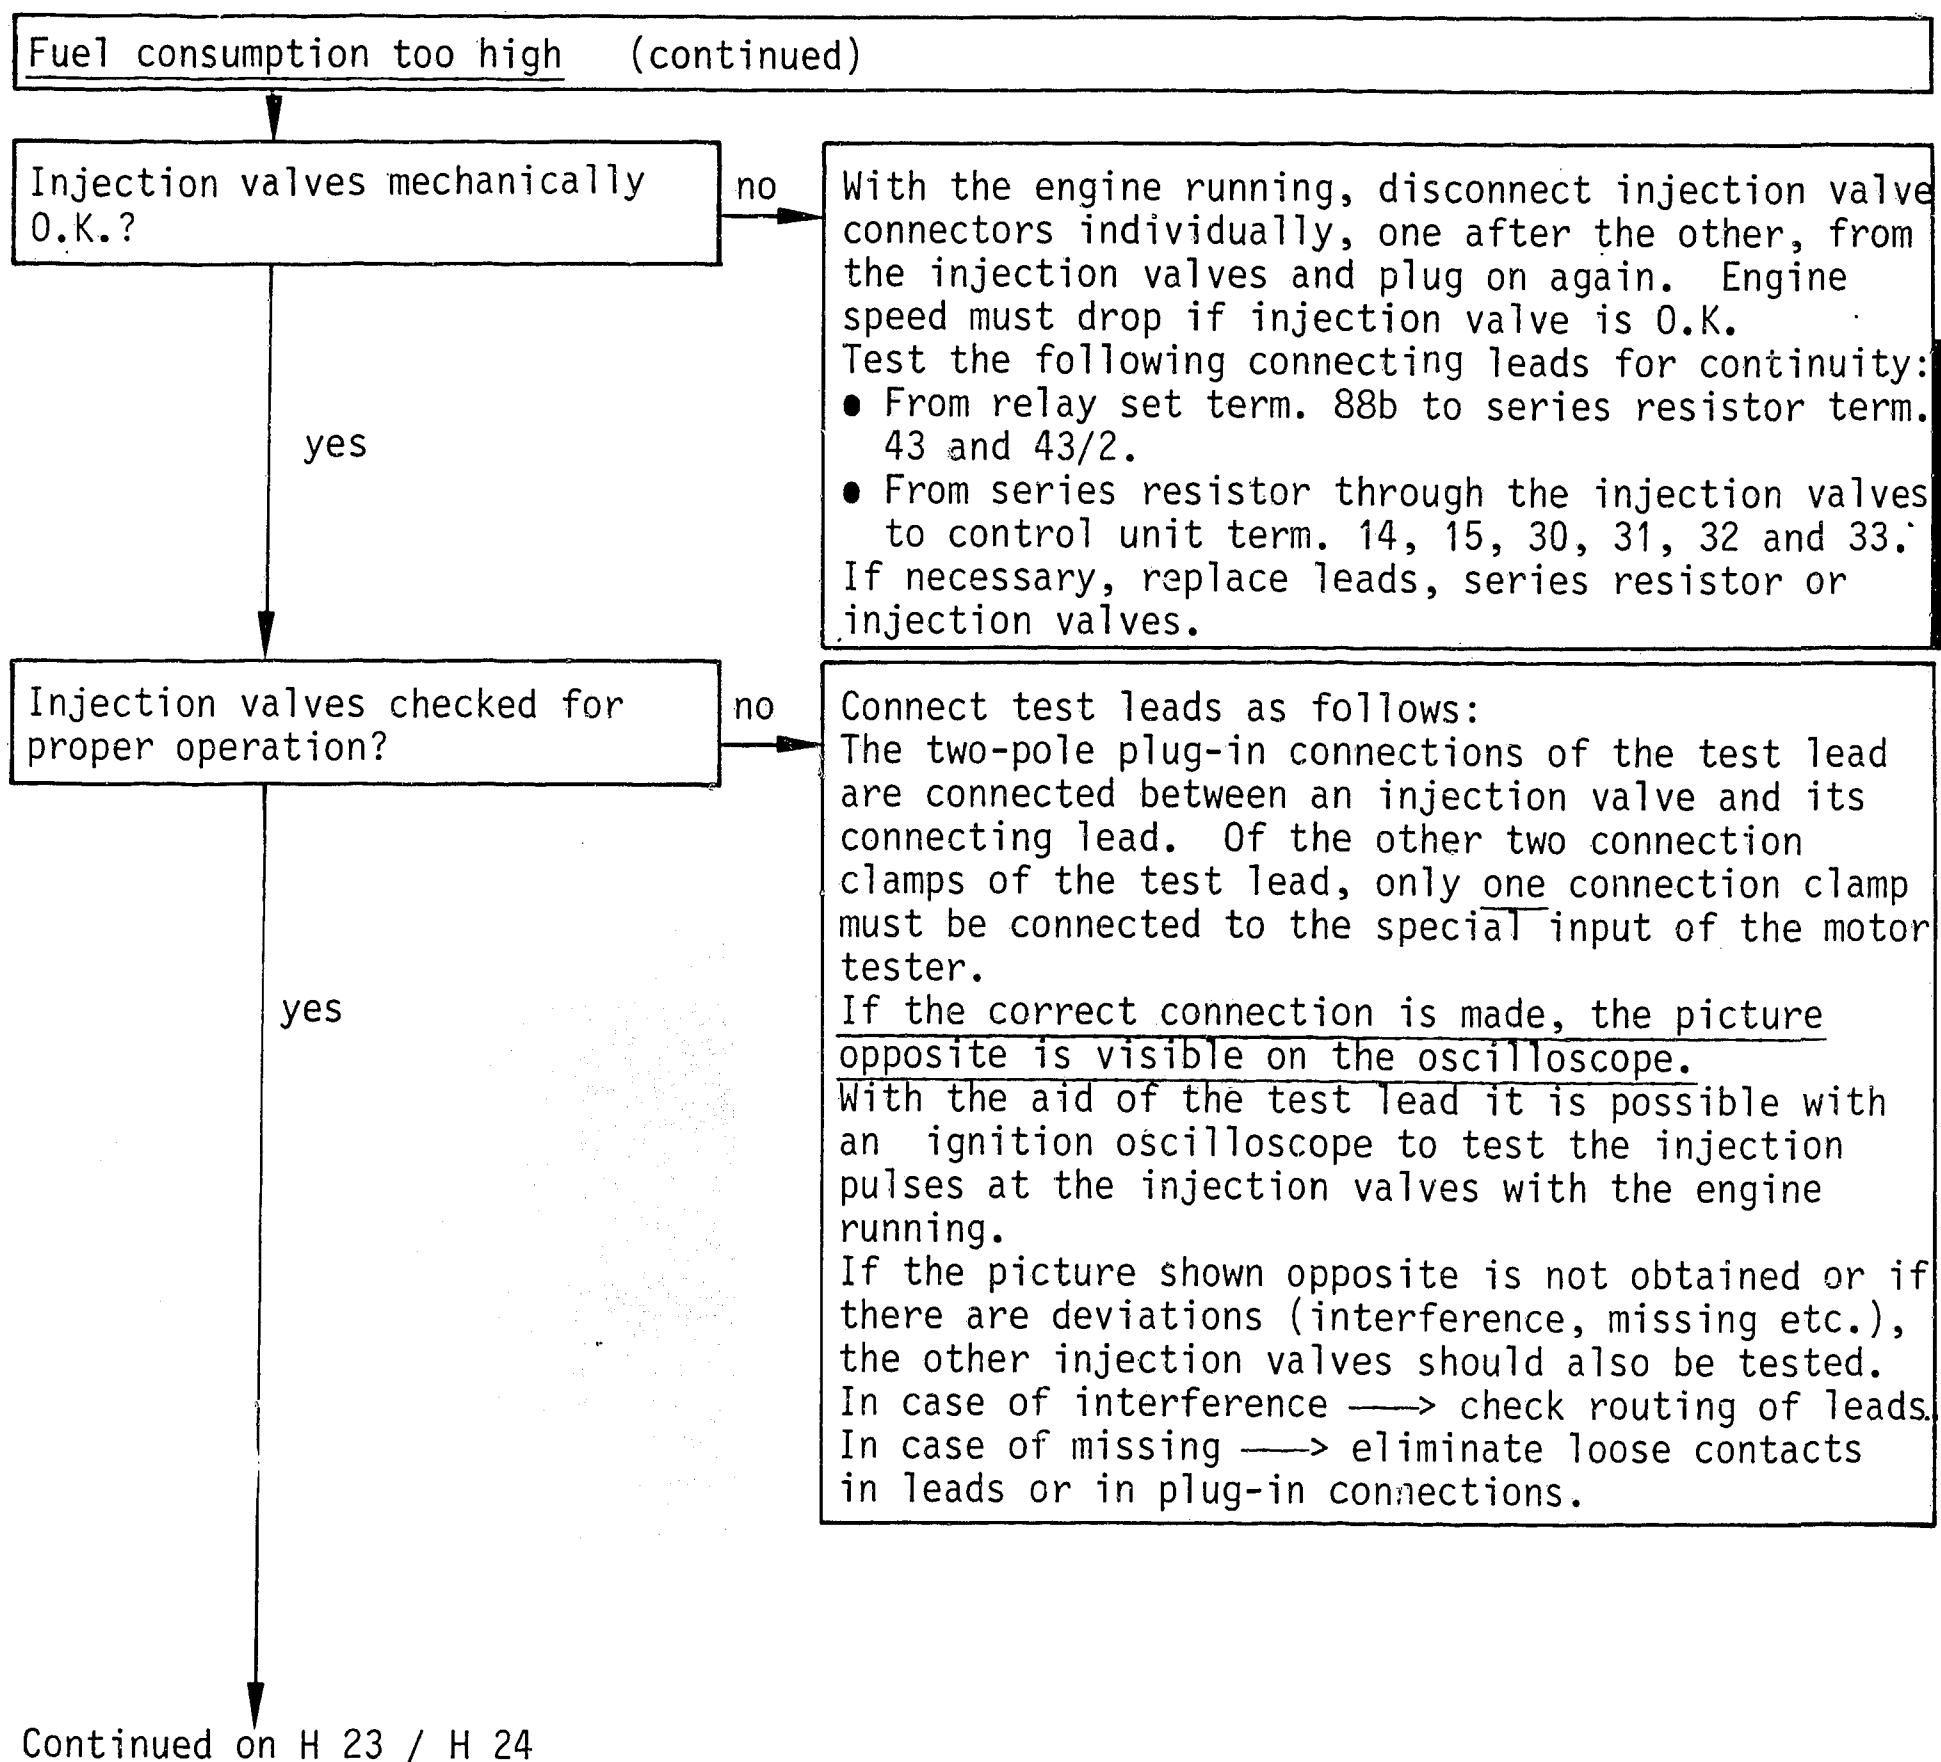 Fuel consumption too high (continued)
Injection valves mechanically
O.K.?
no
With the engine running, disconnect injection valve
connectors individually, one after the other, from
the injection valves and plug on again. Engine
speed must drop if injection valve is O.K.
Test the following connecting leads for continuity:
● From relay set term. 88b to series resistor term.
43 and 43/2.
● From series resistor through the injection valves
to control unit term. 14, 15, 30, 31, 32 and 33.
If necessary, replace leads, series resistor or
injection valves.
yes
Injection valves checked for
proper operation?
no
Connect test leads as follows:
The two-pole plug-in connections of the test lead
are connected between an injection valve and its
connecting lead. Of the other two connection
clamps of the test lead, only one connection clamp
must be connected to the special input of the motor
tester.
If the correct connection is made, the picture
opposite is visible on the oscilloscope.
With the aid of the test lead it is possible with
an ignition oscilloscope to test the injection
pulses at the injection valves with the engine
running.
If the picture shown opposite is not obtained or if
there are deviations (interference, missing etc.),
the other injection valves should also be tested.
In case of interference ——> check routing of leads.
In case of missing ——> eliminate loose contacts
in leads or in plug-in connections.
yes
Continued on H 23 / H 24